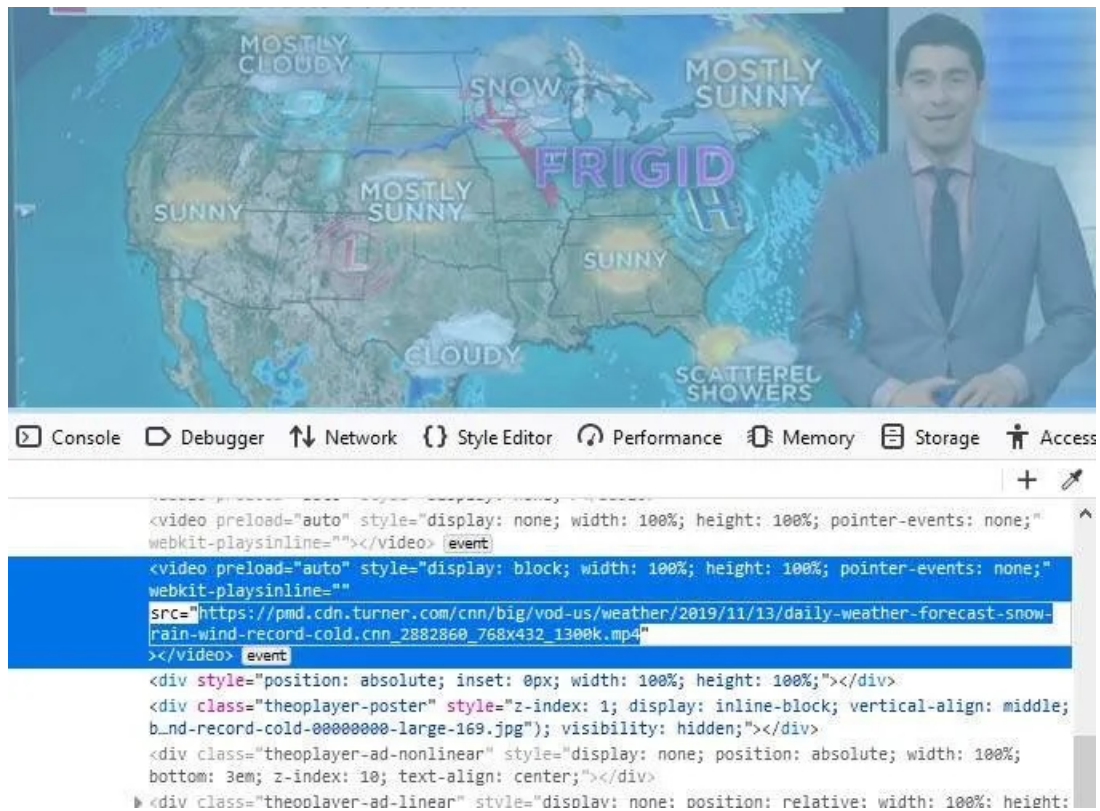 MOSTLY
CLOUDY
SNOW
MOSTLY
SUNNY
FRIGID
H
MOSTLY
SUNNY
SUNNY
L
SUNNY
CLOUDY
SCATTERED
SHOWERS
Console Debugger Network {} Style Editor Performance Memory Storage Access
+
<video preload="auto" style="display: none; width: 100%; height: 100%; pointer-events: none;"
webkit-playsinline=""></video> event
<video preload="auto" style="display: block; width: 100%; height: 100%; pointer-events: none;"
webkit-playsinline=""
src="https://pmd.cdn.turner.com/cnn/big/vod-us/weather/2019/11/13/daily-weather-forecast-snow-
rain-wind-record-cold.cnn_2882860_768x432_1300k.mp4"
></video> event
<div style="position: absolute; inset: 0px; width: 100%; height: 100%;"></div>
<div class="theoplayer-poster" style="z-index: 1; display: inline-block; vertical-align: middle;
b…nd-record-cold-00000000-large-169.jpg"); visibility: hidden;"></div>
<div class="theoplayer-ad-nonlinear" style="display: none; position: absolute; width: 100%;
bottom: 3em; z-index: 10; text-align: center;"></div>
<div class="theoplayer-ad-linear" style="display: none; position: relative; width: 100%; height: